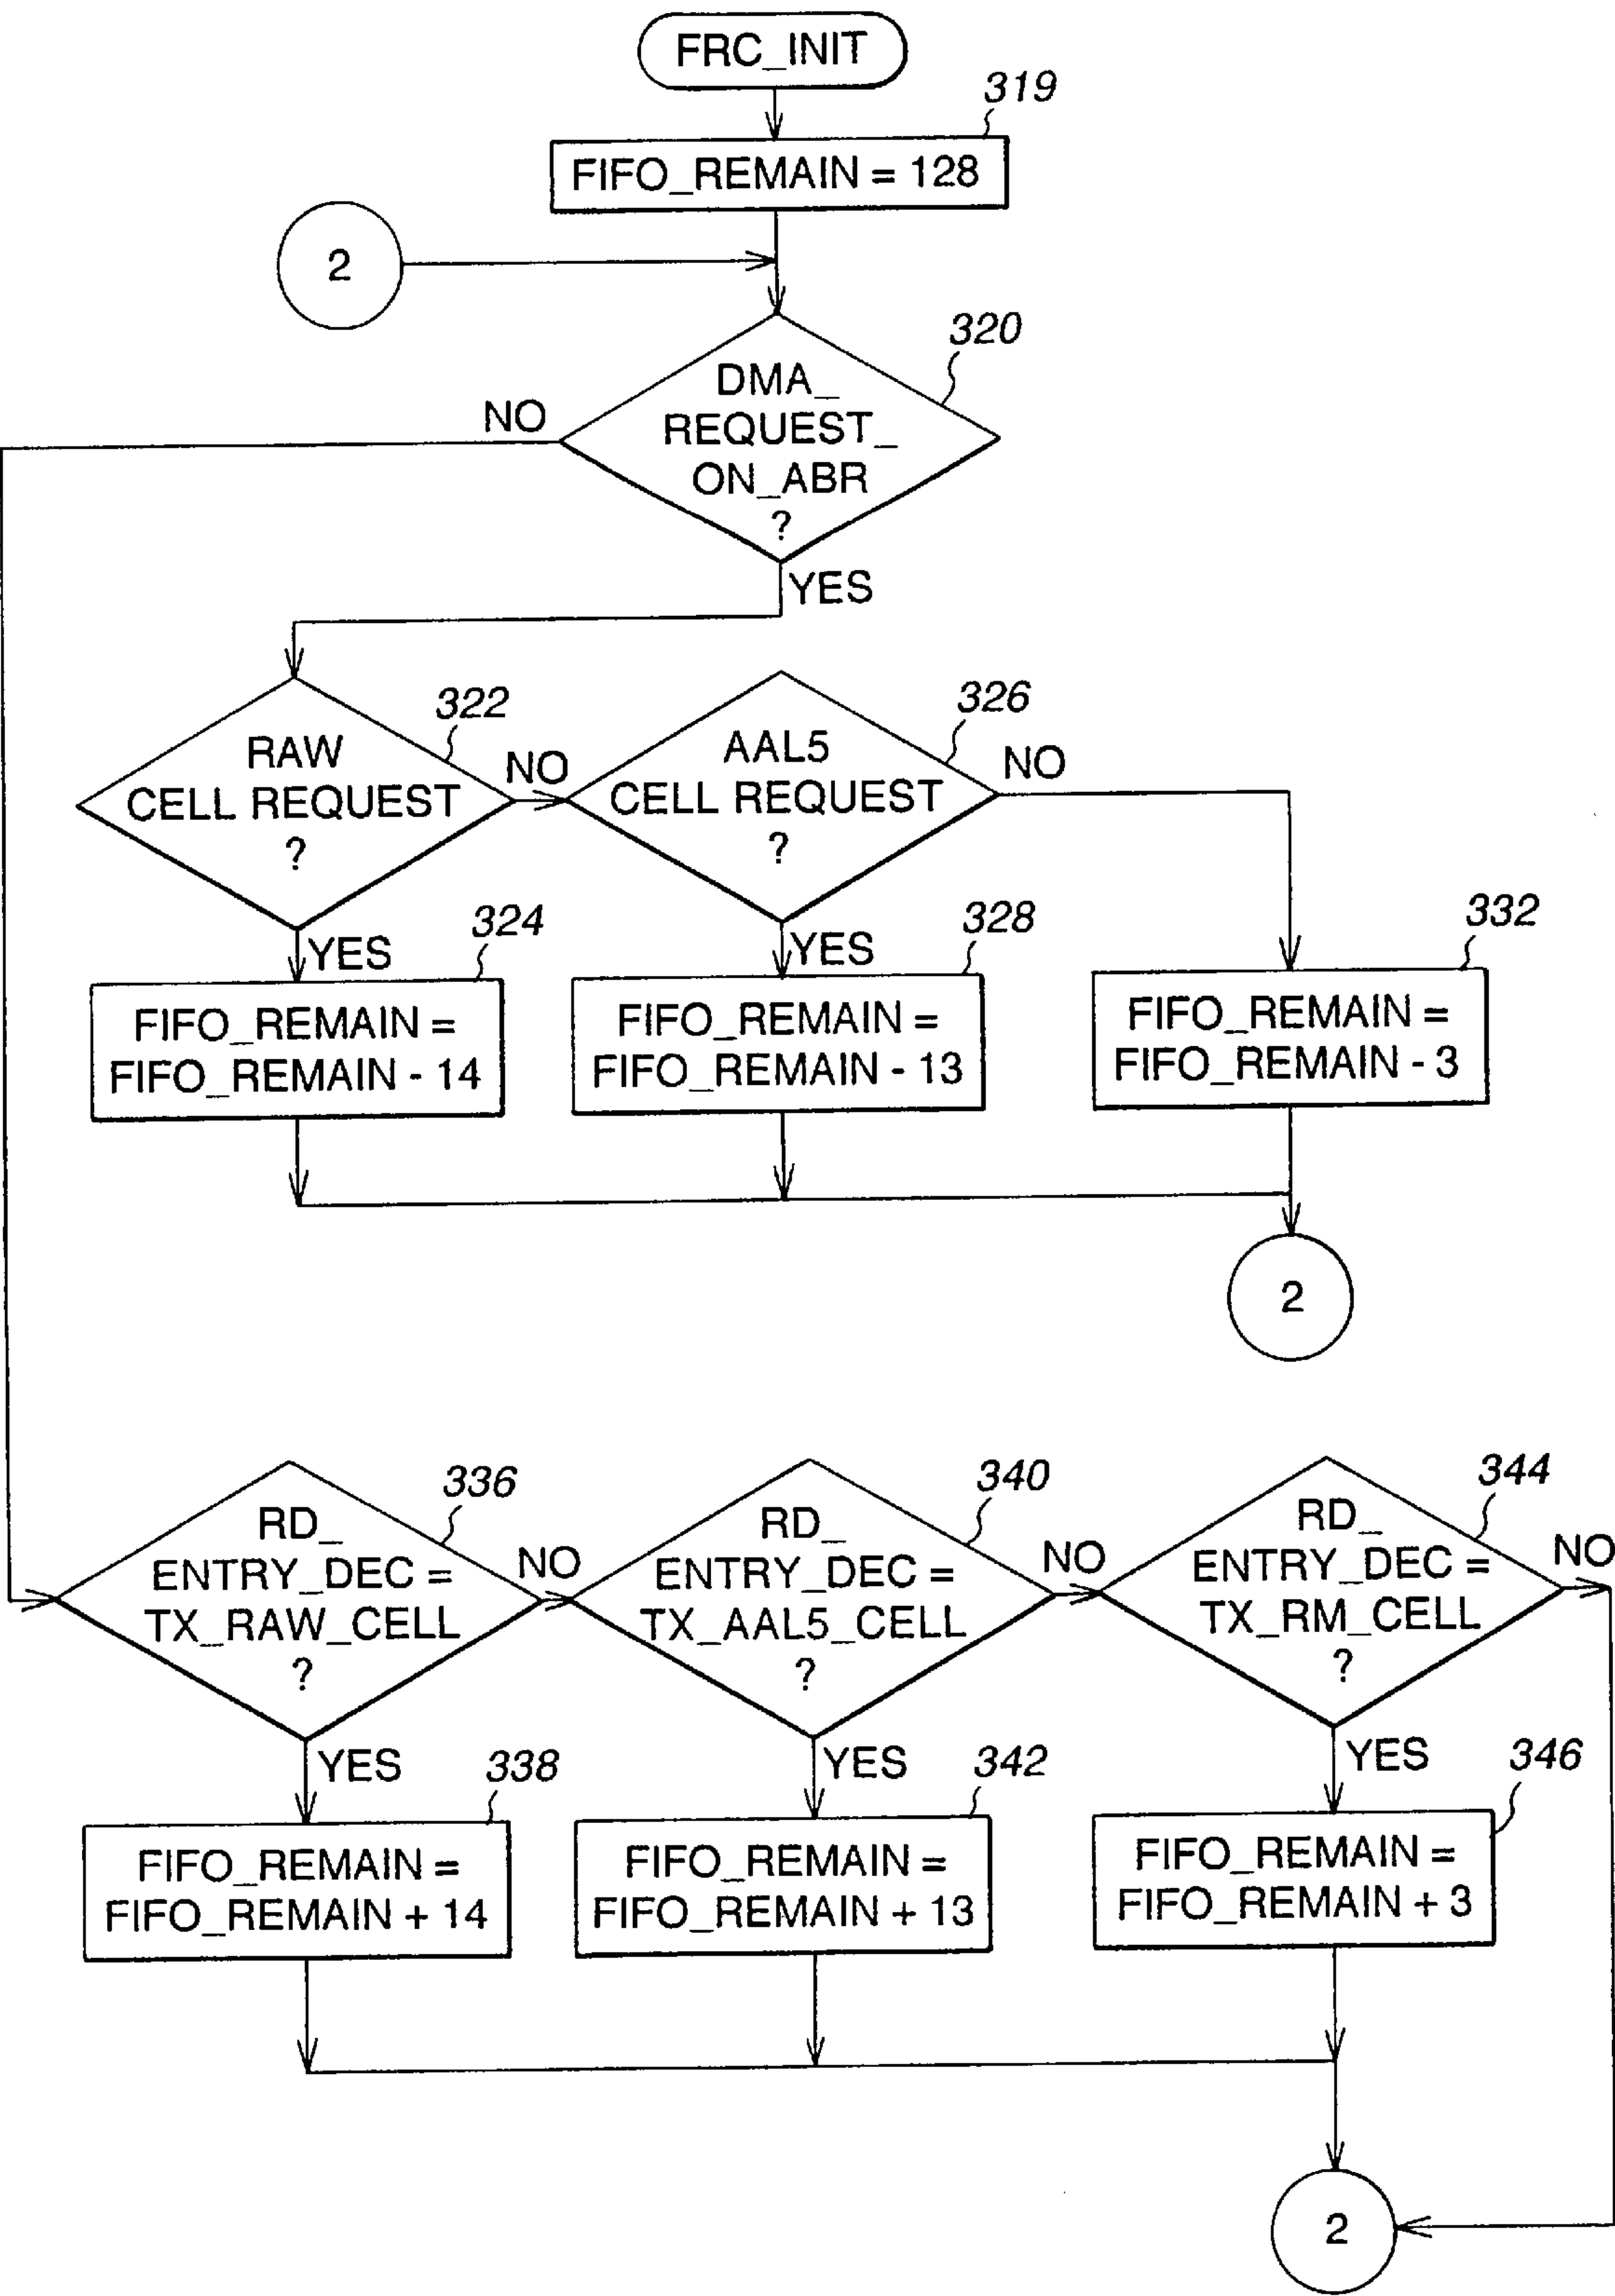 FRC_INIT
319
FIFO_REMAIN = 128
2
320
DMA_
REQUEST_
ON_ABR
?
NO
YES
322
RAW
CELL REQUEST
?
NO
326
AAL5
CELL REQUEST
?
NO
YES
324
FIFO_REMAIN =
FIFO_REMAIN - 14
YES
328
FIFO_REMAIN =
FIFO_REMAIN - 13
332
FIFO_REMAIN =
FIFO_REMAIN - 3
2
336
RD_
ENTRY_DEC =
TX_RAW_CELL
?
NO
340
RD_
ENTRY_DEC =
TX_AAL5_CELL
?
NO
344
RD_
ENTRY_DEC =
TX_RM_CELL
?
NO
YES
338
FIFO_REMAIN =
FIFO_REMAIN + 14
YES
342
FIFO_REMAIN =
FIFO_REMAIN + 13
YES
346
FIFO_REMAIN =
FIFO_REMAIN + 3
2